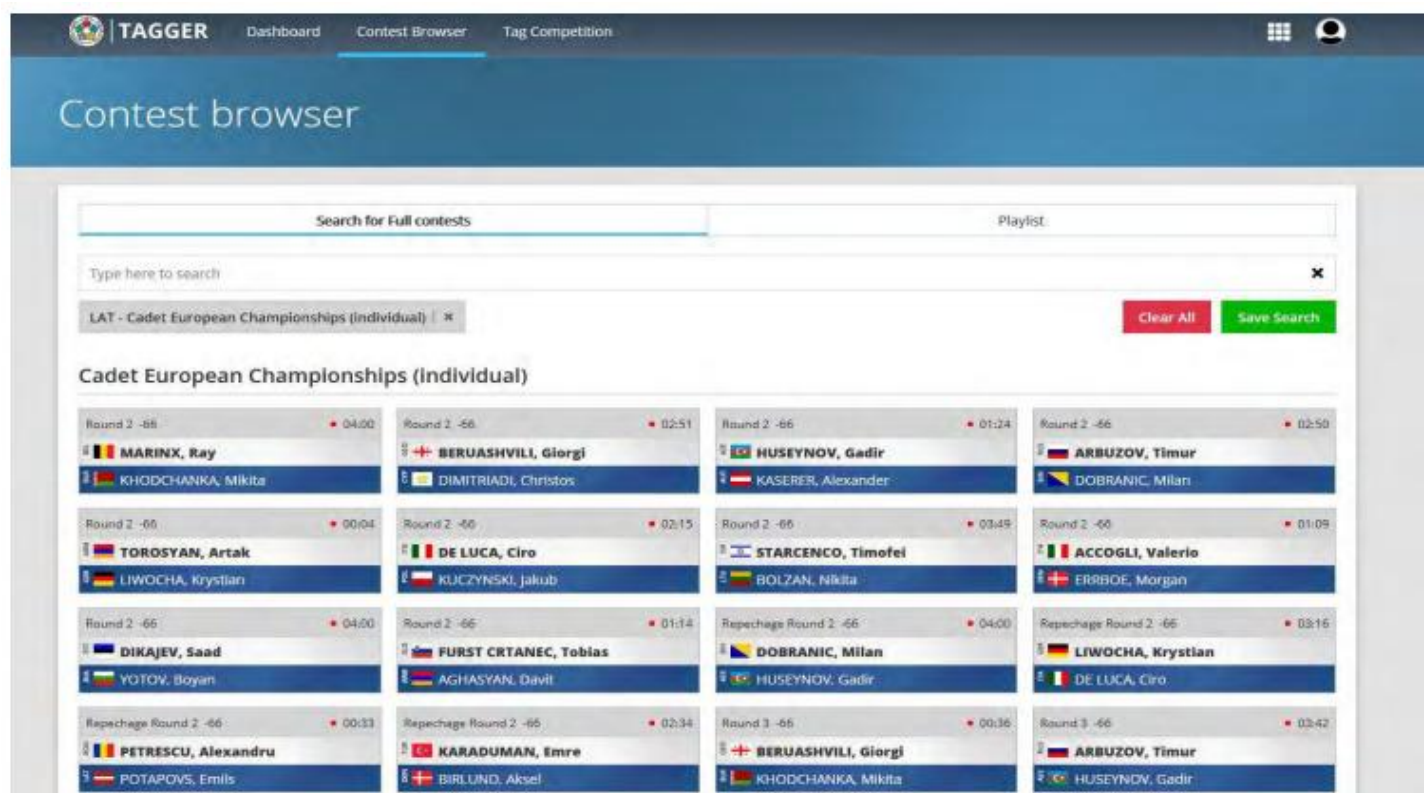 TAGGER Dashboard Contest Browser Tag Competition
Contest browser
Search for Full contests Playlist
Type here to search
LAT - Cadet European Championships (individual)
Clear All Save Search
Cadet European Championships (individual)
Round 2 -66 04:00
MARINX, Ray
KHODCHANKA, Mikita
Round 2 -66 02:51
BERUASHVILI, Giorgi
DIMITRIADI, Christos
Round 2 -66 01:24
HUSEYNOV, Gadir
KASERER, Alexander
Round 2 -66 02:50
ARBUZOV, Timur
DOBRANIC, Milan
Round 2 -66 00:04
TOROSYAN, Artak
LIWOCHA, Krystian
Round 2 -66 02:15
DE LUCA, Ciro
KUCZYNSKI, Jakub
Round 2 -66 03:49
STARCENCO, Timofei
BOLZAN, Nikita
Round 2 -66 01:09
ACCOGLI, Valerio
ERRBOE, Morgan
Round 2 -66 04:00
DIKAJEV, Saad
YOTOV, Boyan
Round 2 -66 01:14
FURST CRTANEC, Tobias
AGHASYAN, Davit
Repechage Round 2 -66 04:00
DOBRANIC, Milan
HUSEYNOV, Gadir
Repechage Round 2 -66 03:16
LIWOCHA, Krystian
DE LUCA, Ciro
Repechage Round 2 -66 00:33
PETRESCU, Alexandru
POTAPOVS, Emils
Repechage Round 2 -66 02:34
KARADUMAN, Emre
BIRLUND, Aksel
Round 3 -66 00:36
BERUASHVILI, Giorgi
KHODCHANKA, Mikita
Round 3 -66
ARBUZOV, Timur
HUSEYNOV, Gadir